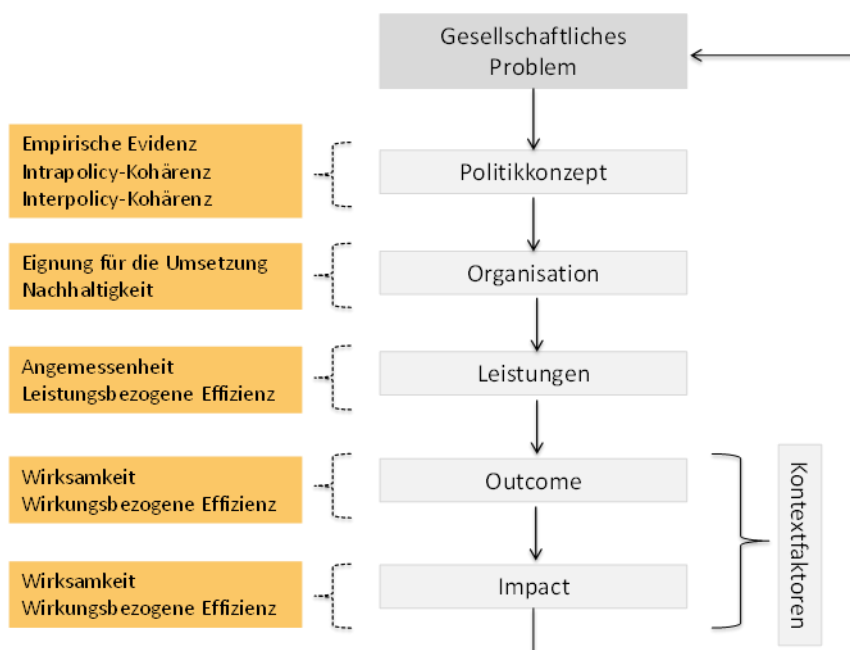 Gesellschaftliches
Problem
Empirische Evidenz
Intrapolicy-Kohärenz
Interpolicy-Kohärenz
Politikkonzept
Eignung für die Umsetzung
Nachhaltigkeit
Organisation
Angemessenheit
Leistungsbezogene Effizienz
Leistungen
Wirksamkeit
Wirkungsbezogene Effizienz
Outcome
Kontextfaktoren
Wirksamkeit
Wirkungsbezogene Effizienz
Impact